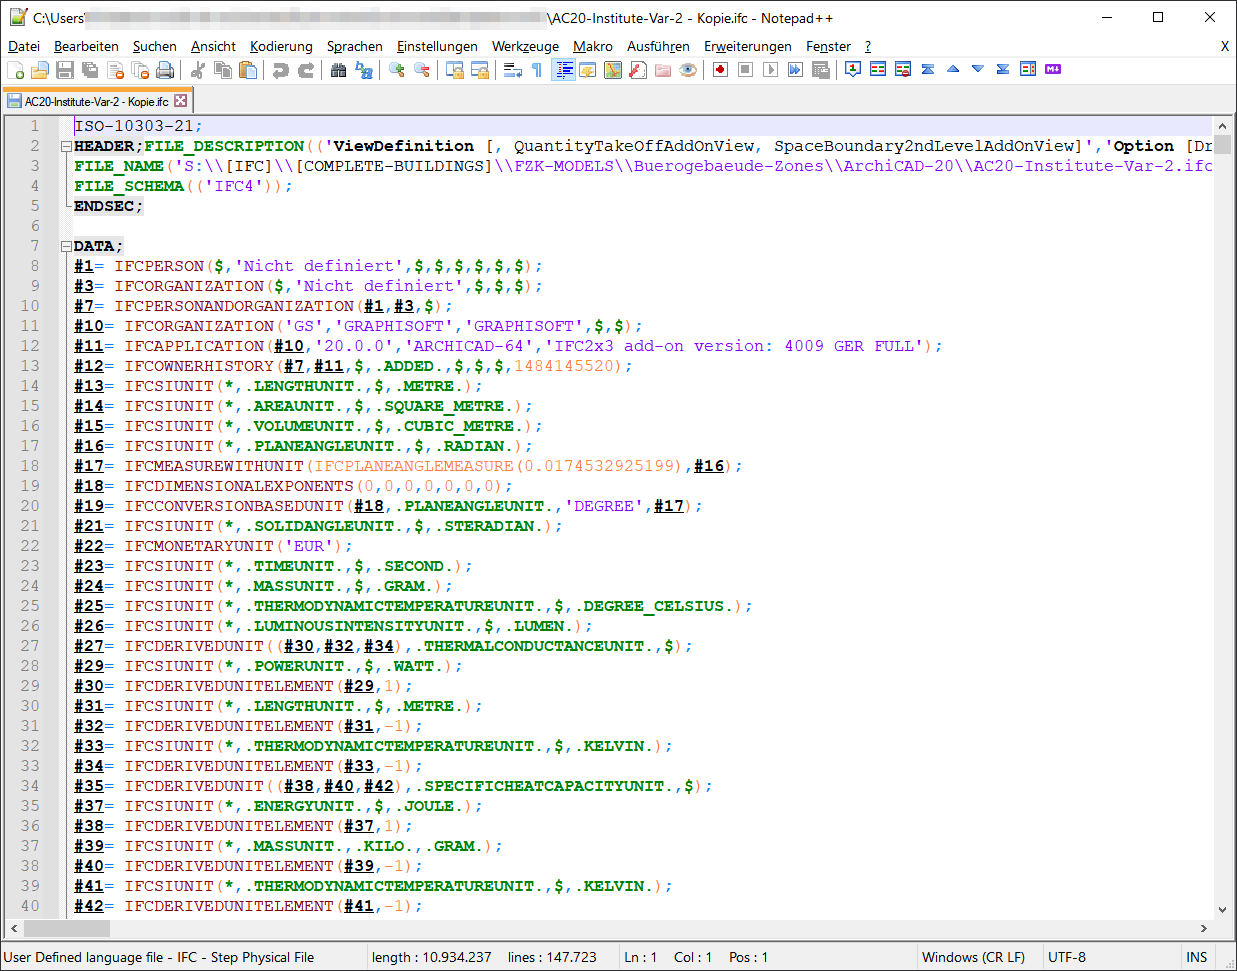 C:\Users\ \AC20-Institute-Var-2 - Kopie.ifc - Notepad++
Datei Bearbeiten Suchen Ansicht Kodierung Sprachen Einstellungen Werkzeuge Makro Ausführen Erweiterungen Fenster ? X
AC20-Institute-Var-2 - Kopie.ifc
1 ISO-10303-21;
2 HEADER;FILE_DESCRIPTION(('ViewDefinition [, QuantityTakeOffAddOnView, SpaceBoundary2ndLevelAddOnView]','Option [Dr
3 FILE_NAME('S:\\[IFC]\\[COMPLETE-BUILDINGS]\\FZK-MODELS\\Buerogebaeude-Zones\\ArchiCAD-20\\AC20-Institute-Var-2.ifc
4 FILE_SCHEMA(('IFC4'));
5 ENDSEC;
6
7 DATA;
8 #1= IFCPERSON($,'Nicht definiert',$,$,$,$,$,$);
9 #3= IFCORGANIZATION($,'Nicht definiert',$,$,$);
10 #7= IFCPERSONANDORGANIZATION(#1,#3,$);
11 #10= IFCORGANIZATION('GS','GRAPHISOFT','GRAPHISOFT',$,$);
12 #11= IFCAPPLICATION(#10,'20.0.0','ARCHICAD-64','IFC2x3 add-on version: 4009 GER FULL');
13 #12= IFCOWNERHISTORY(#7,#11,$,.ADDED.,$,$,$,1484145520);
14 #13= IFCSIUNIT(*,.LENGTHUNIT.,$,.METRE.);
15 #14= IFCSIUNIT(*,.AREAUNIT.,$,.SQUARE_METRE.);
16 #15= IFCSIUNIT(*,.VOLUMEUNIT.,$,.CUBIC_METRE.);
17 #16= IFCSIUNIT(*,.PLANEANGLEUNIT.,$,.RADIAN.);
18 #17= IFCMEASUREWITHUNIT(IFCPLANEANGLEMEASURE(0.0174532925199),#16);
19 #18= IFCDIMENSIONALEXPONENTS(0,0,0,0,0,0,0);
20 #19= IFCCONVERSIONBASEDUNIT(#18,.PLANEANGLEUNIT.,'DEGREE',#17);
21 #21= IFCSIUNIT(*,.SOLIDANGLEUNIT.,$,.STERADIAN.);
22 #22= IFCMONETARYUNIT('EUR');
23 #23= IFCSIUNIT(*,.TIMEUNIT.,$,.SECOND.);
24 #24= IFCSIUNIT(*,.MASSUNIT.,$,.GRAM.);
25 #25= IFCSIUNIT(*,.THERMODYNAMICTEMPERATUREUNIT.,$,.DEGREE_CELSIUS.);
26 #26= IFCSIUNIT(*,.LUMINOUSINTENSITYUNIT.,$,.LUMEN.);
27 #27= IFCDERIVEDUNIT((#30,#32,#34),.THERMALCONDUCTANCEUNIT.,$);
28 #29= IFCSIUNIT(*,.POWERUNIT.,$,.WATT.);
29 #30= IFCDERIVEDUNITELEMENT(#29,1);
30 #31= IFCSIUNIT(*,.LENGTHUNIT.,$,.METRE.);
31 #32= IFCDERIVEDUNITELEMENT(#31,-1);
32 #33= IFCSIUNIT(*,.THERMODYNAMICTEMPERATUREUNIT.,$,.KELVIN.);
33 #34= IFCDERIVEDUNITELEMENT(#33,-1);
34 #35= IFCDERIVEDUNIT((#38,#40,#42),.SPECIFICHEATCAPACITYUNIT.,$);
35 #37= IFCSIUNIT(*,.ENERGYUNIT.,$,.JOULE.);
36 #38= IFCDERIVEDUNITELEMENT(#37,1);
37 #39= IFCSIUNIT(*,.MASSUNIT.,.KILO.,.GRAM.);
38 #40= IFCDERIVEDUNITELEMENT(#39,-1);
39 #41= IFCSIUNIT(*,.THERMODYNAMICTEMPERATUREUNIT.,$,.KELVIN.);
40 #42= IFCDERIVEDUNITELEMENT(#41,-1);
User Defined language file - IFC - Step Physical File length : 10.934.237 lines : 147.723 Ln : 1 Col : 1 Pos : 1 Windows (CR LF) UTF-8 INS